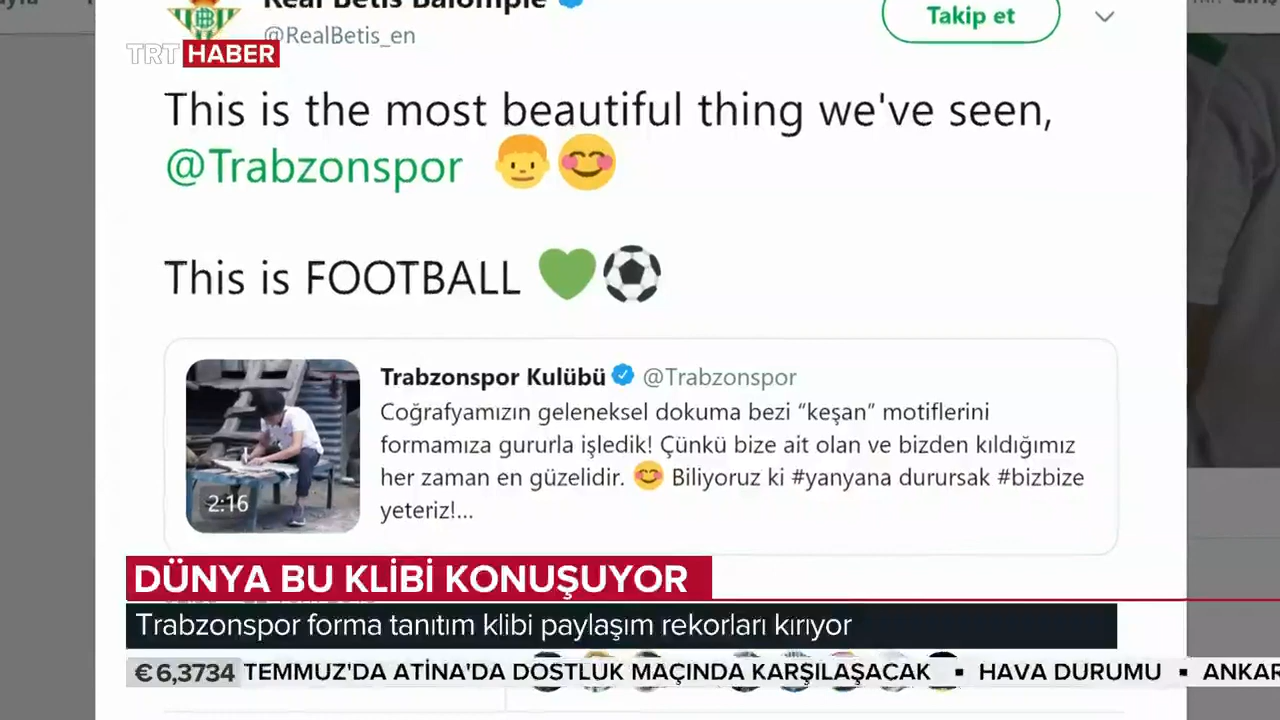 Real Betis Balompié
@RealBetis_en
Takip et
TRT HABER
This is the most beautiful thing we've seen,
@Trabzonspor
This is FOOTBALL
Trabzonspor Kulübü @Trabzonspor
Coğrafyamızın geleneksel dokuma bezi “keşan” motiflerini
formamıza gururla işledik! Çünkü bize ait olan ve bizden kıldığımız
her zaman en güzelidir. Biliyoruz ki #yanyana durursak #bizbize
yeteriz!...
2:16
DÜNYA BU KLİBİ KONUŞUYOR
Trabzonspor forma tanıtım klibi paylaşım rekorları kırıyor
€ 6,3734 TEMMUZ'DA ATİNA'DA DOSTLUK MAÇINDA KARŞILAŞACAK ▪ HAVA DURUMU ▪ ANKAR